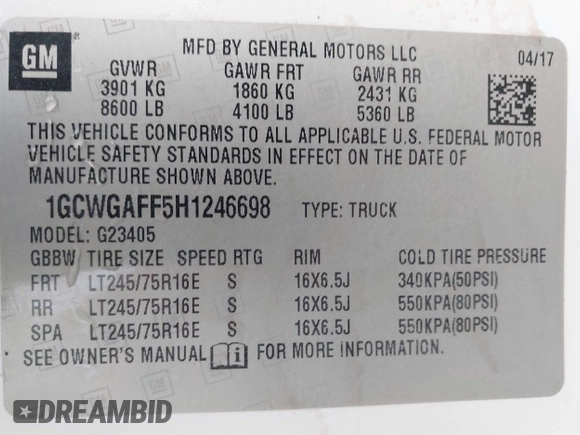 GM
MFD BY GENERAL MOTORS LLC 04/17
GVWR GAWR FRT GAWR RR
3901 KG 1860 KG 2431 KG
8600 LB 4100 LB 5360 LB
THIS VEHICLE CONFORMS TO ALL APPLICABLE U.S. FEDERAL MOTOR
VEHICLE SAFETY STANDARDS IN EFFECT ON THE DATE OF
MANUFACTURE SHOWN ABOVE.
1GCWGAFF5H1246698 TYPE: TRUCK
MODEL: G23405
GBBW TIRE SIZE SPEED RTG RIM COLD TIRE PRESSURE
FRT LT245/75R16E S 16X6.5J 340KPA(50PSI)
RR LT245/75R16E S 16X6.5J 550KPA(80PSI)
SPA LT245/75R16E S 16X6.5J 550KPA(80PSI)
SEE OWNER'S MANUAL i FOR MORE INFORMATION.
DREAMBID